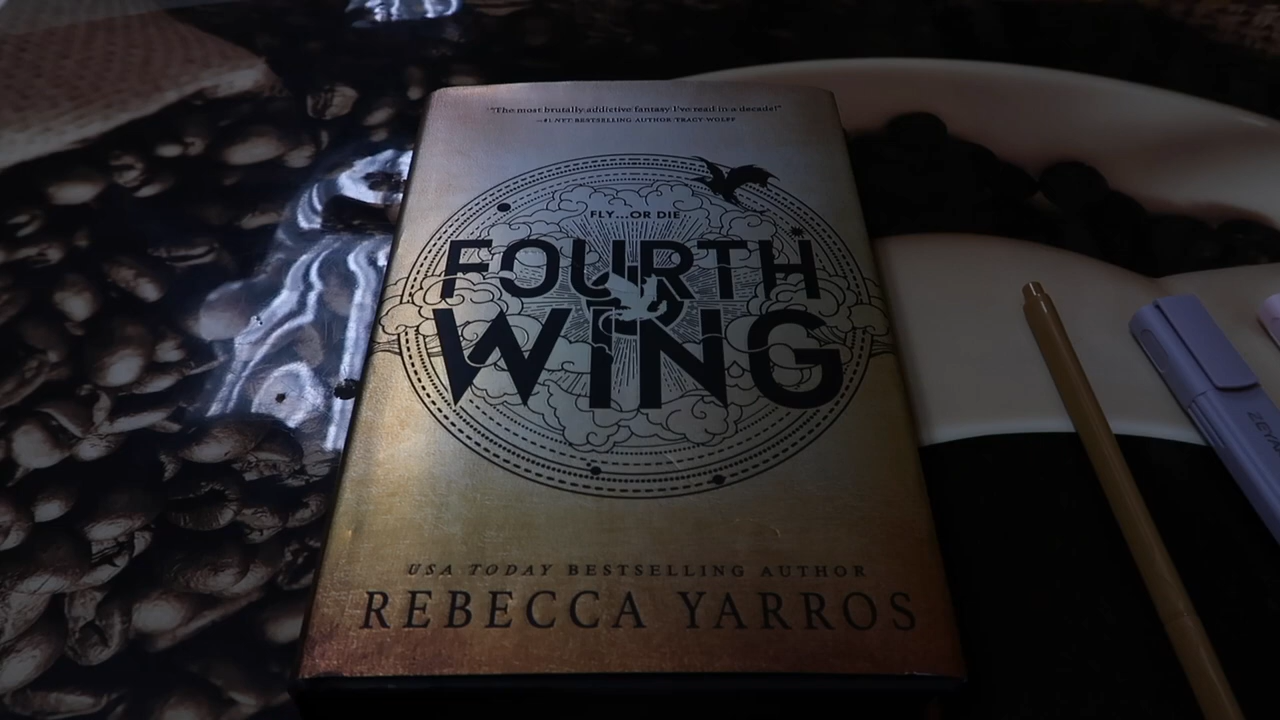 "The most brutally addictive fantasy I've read in a decade!"
—#1 NYT BESTSELLING AUTHOR TRACY WOLFF
FLY...OR DIE
FOURTH
WING
USA TODAY BESTSELLING AUTHOR
REBECCA YARROS